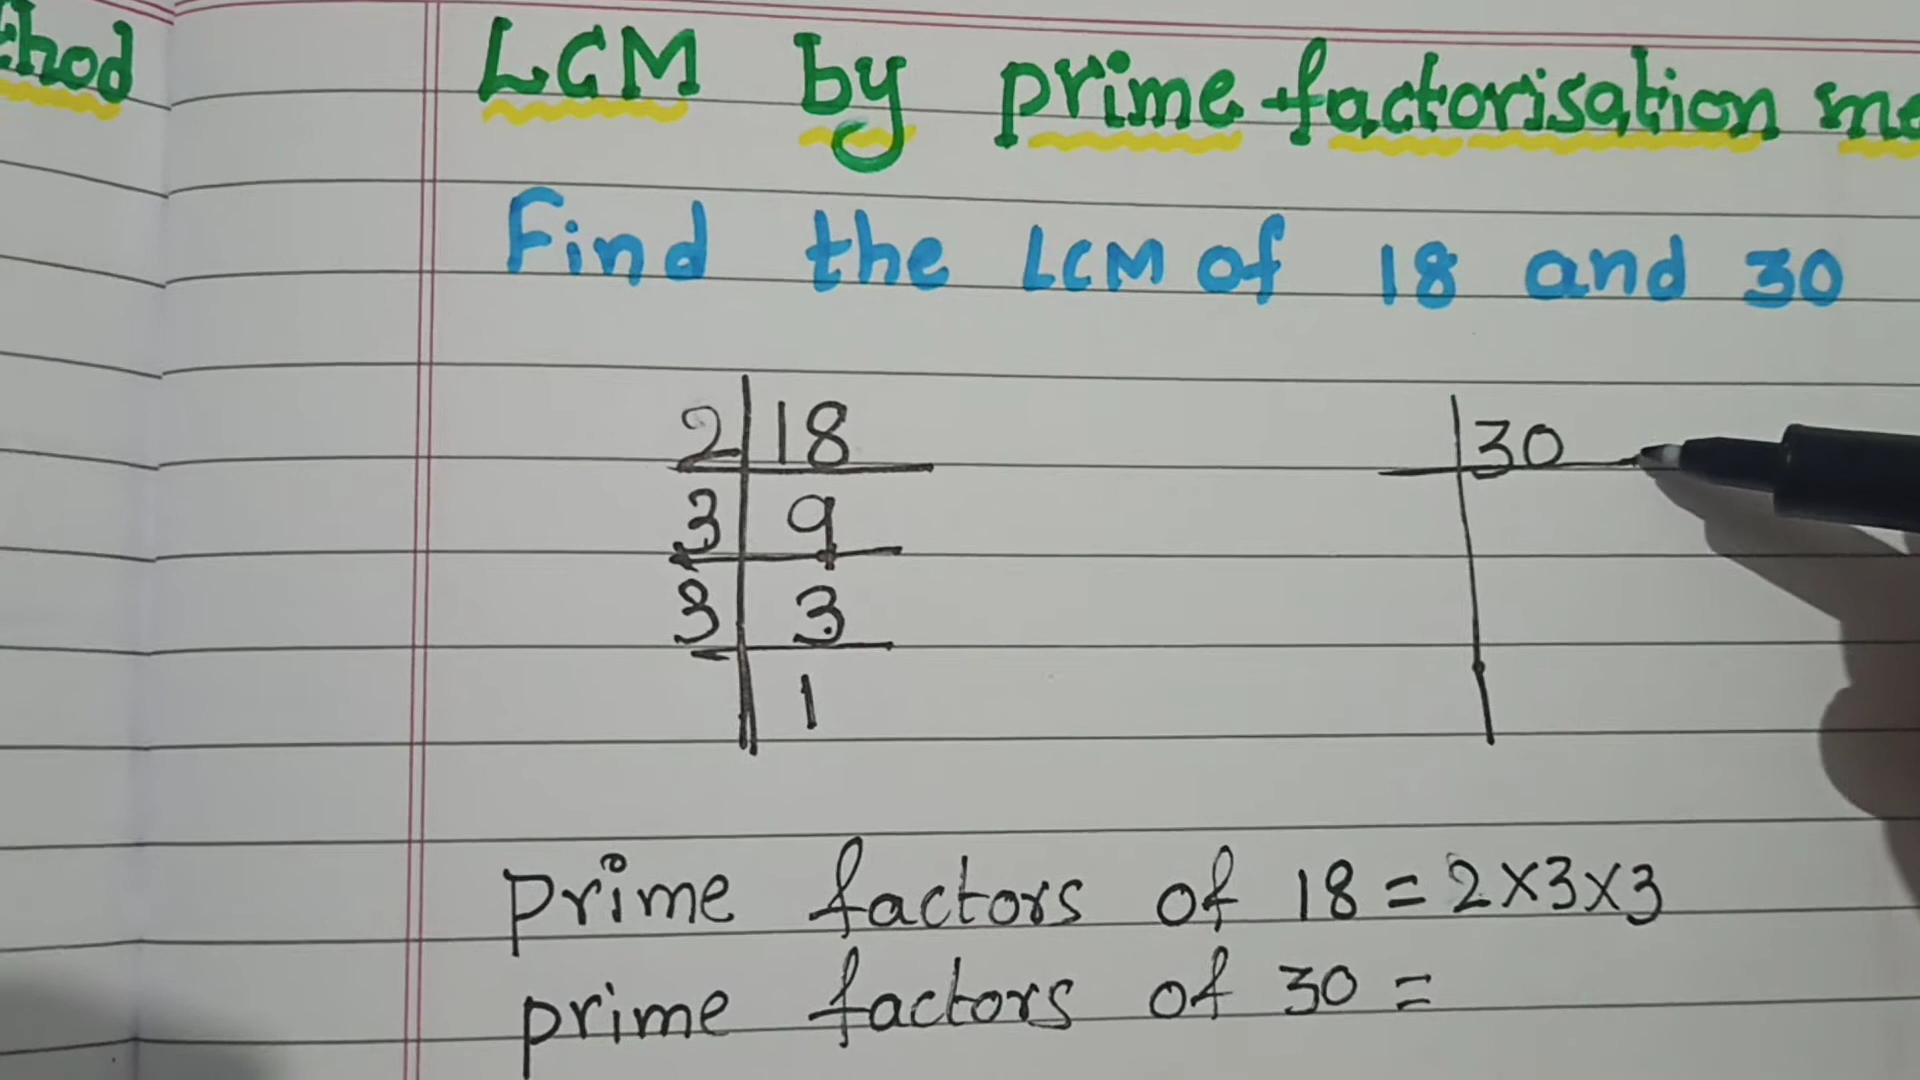 thod
LCM by prime factorisation me
Find the LCM of 18 and 30
2 18
3 9
3 3
1
30
prime factors of 18 = 2×3×3
prime factors of 30 =